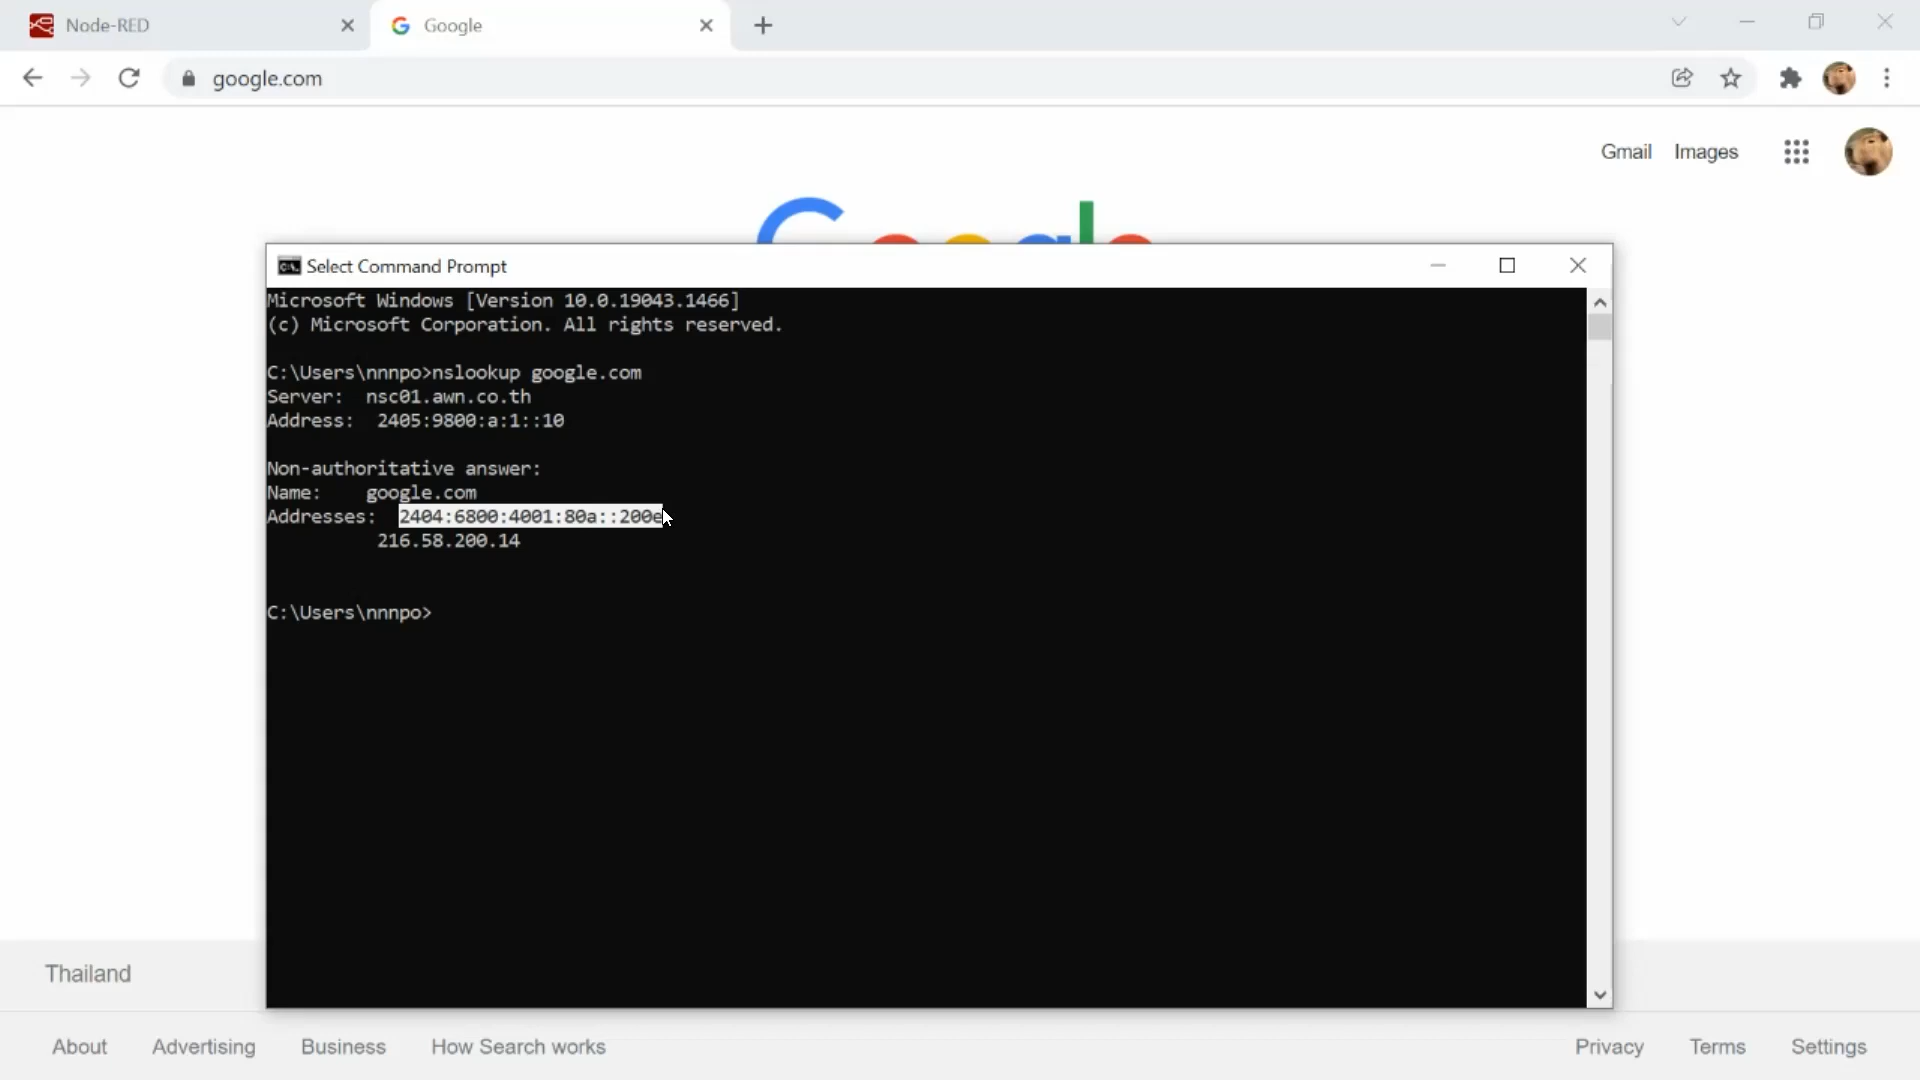 Node-RED
Google
google.com
Gmail Images
Select Command Prompt
Microsoft Windows [Version 10.0.19043.1466]
(c) Microsoft Corporation. All rights reserved.
C:\Users\nnnpo>nslookup google.com
Server:  nsc01.awn.co.th
Address:  2405:9800:a:1::10
Non-authoritative answer:
Name:    google.com
Addresses:  2404:6800:4001:80a::200e
216.58.200.14
C:\Users\nnnpo>
Thailand
About Advertising Business How Search works Privacy Terms Settings